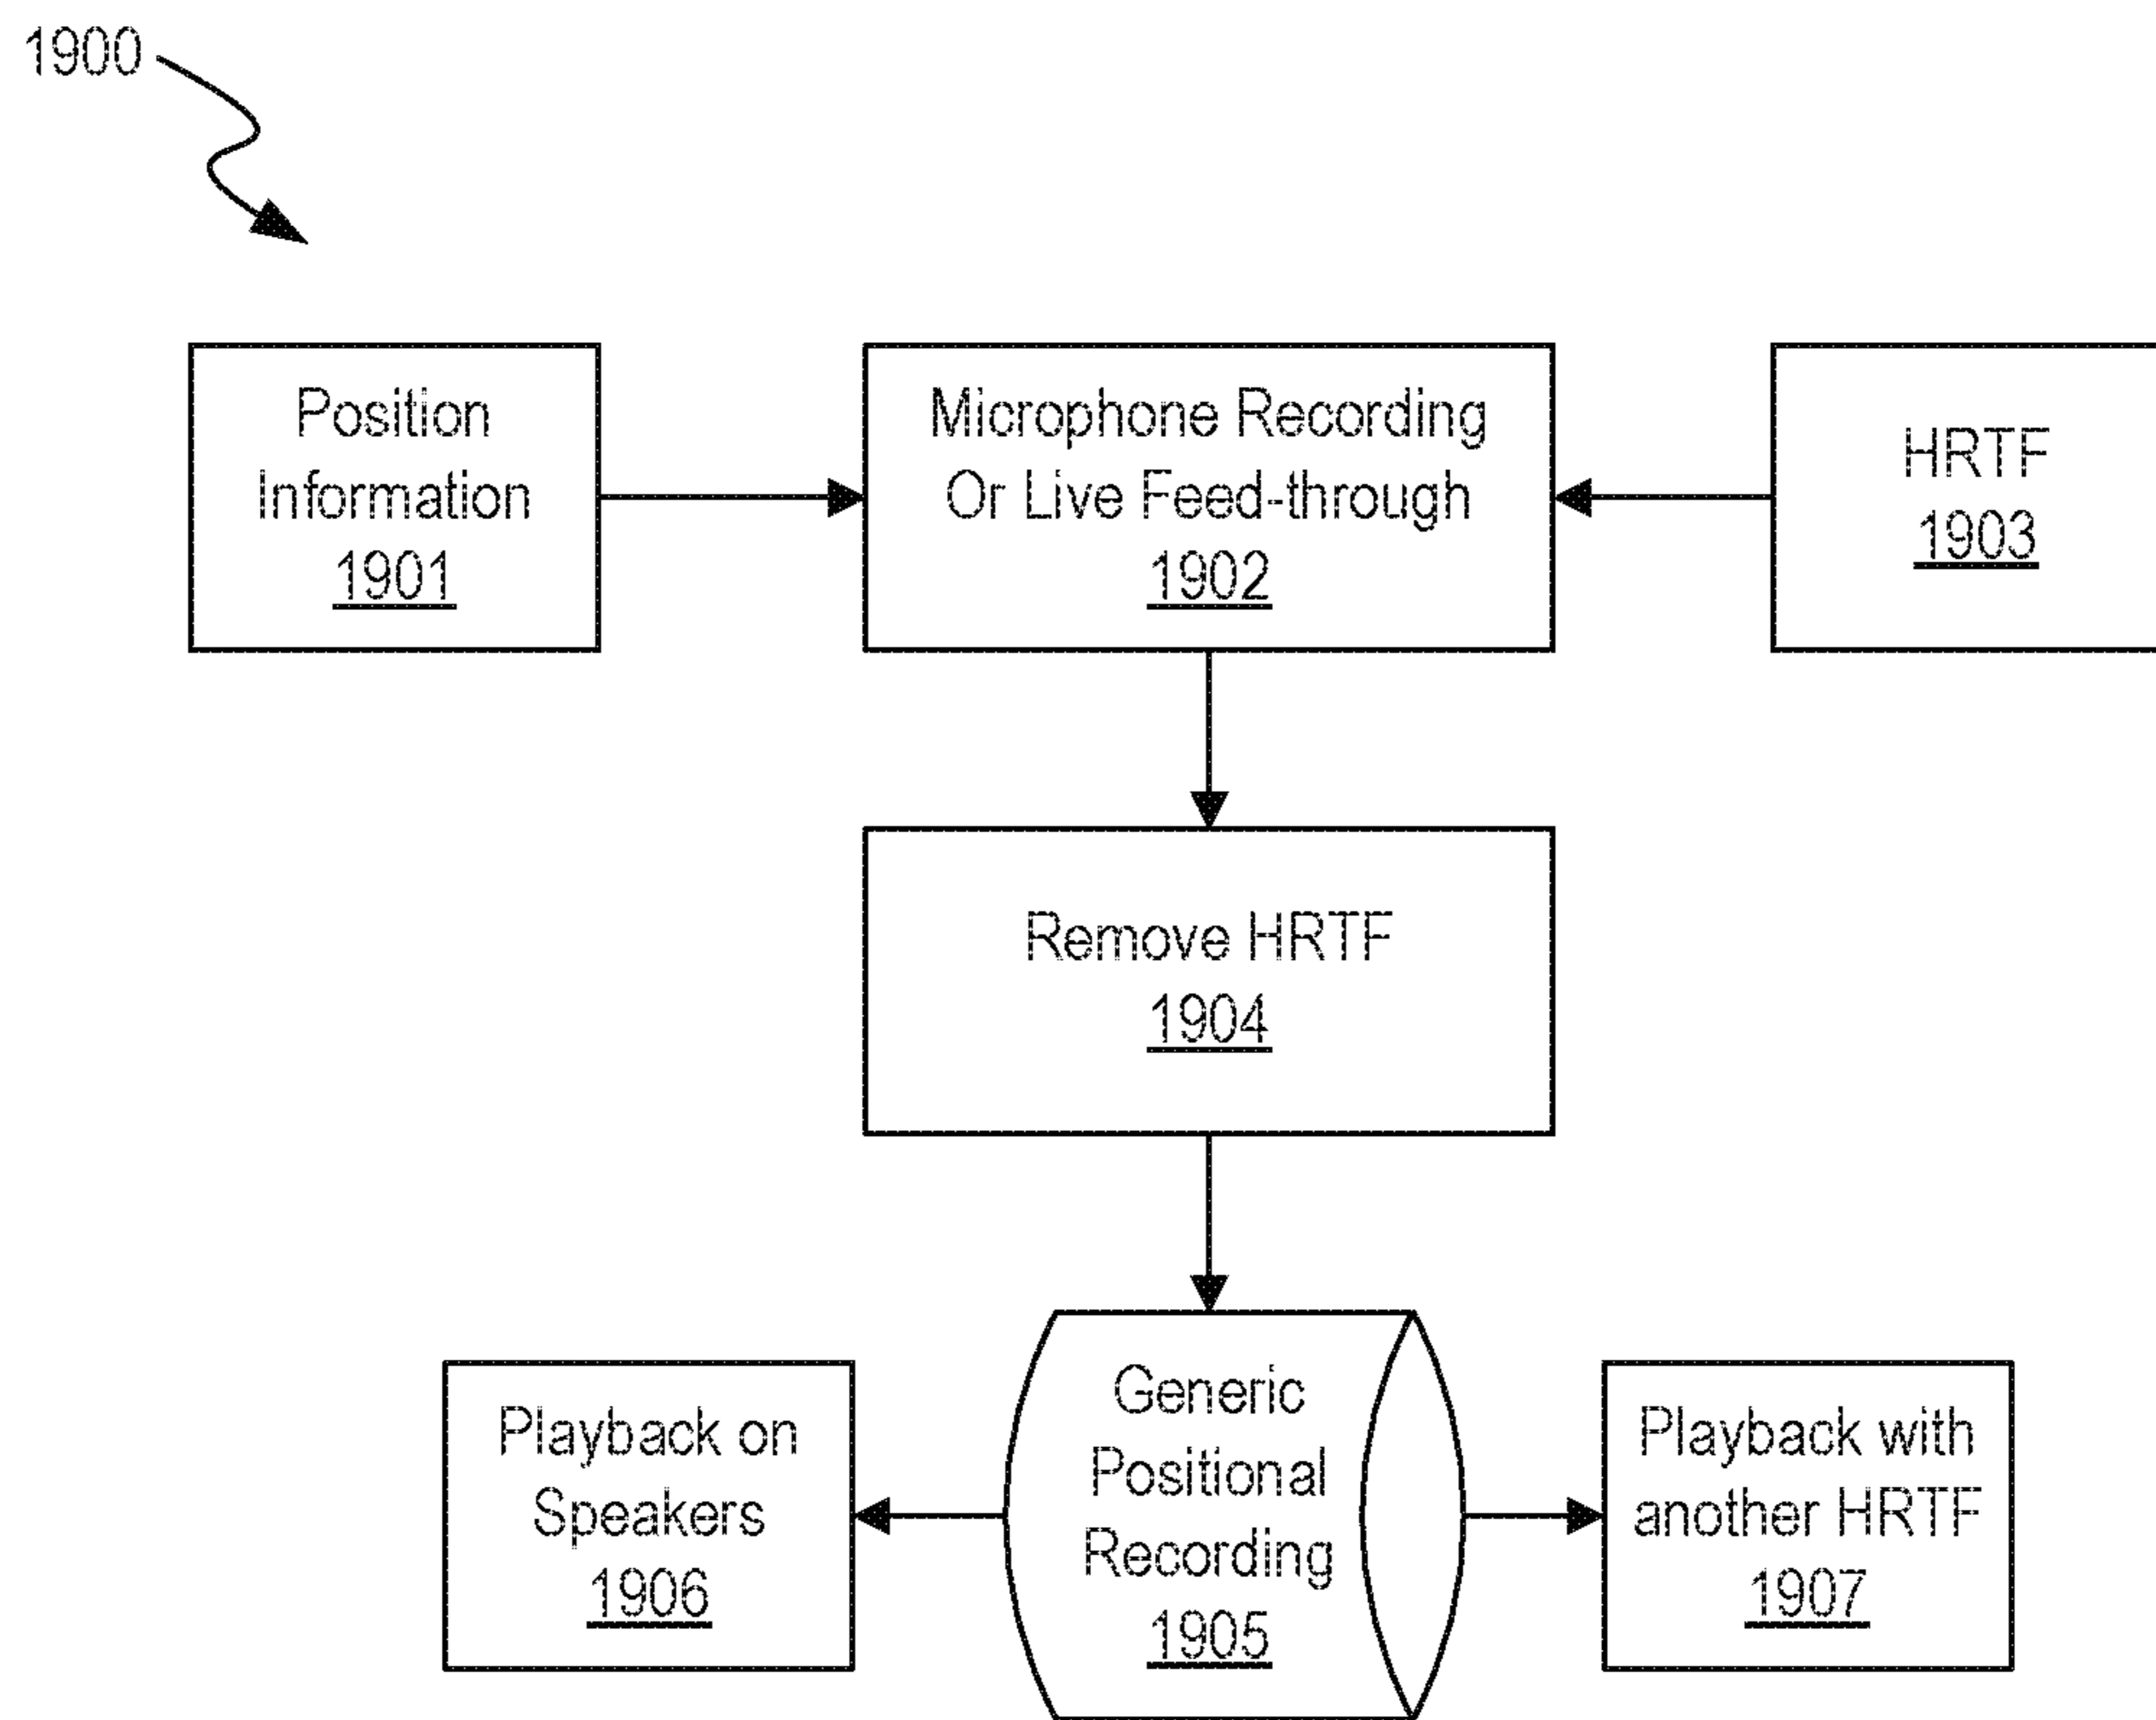 1900
Position
Information
1901
Microphone Recording
Or Live Feed-through
1902
HRTF
1903
Remove HRTF
1904
Playback on
Speakers
1906
Generic
Positional
Recording
1905
Playback with
another HRTF
1907